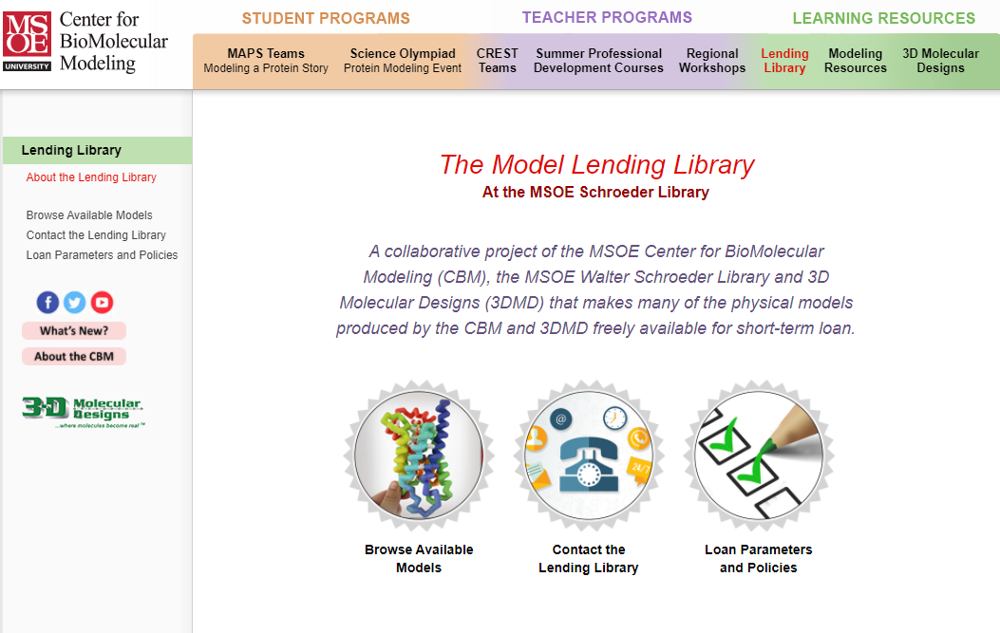 MS
OE
UNIVERSITY
Center for
BioMolecular
Modeling
STUDENT PROGRAMS
TEACHER PROGRAMS
LEARNING RESOURCES
MAPS Teams
Modeling a Protein Story
Science Olympiad
Protein Modeling Event
CREST
Teams
Summer Professional
Development Courses
Regional
Workshops
Lending
Library
Modeling
Resources
3D Molecular
Designs
Lending Library
About the Lending Library
Browse Available Models
Contact the Lending Library
Loan Parameters and Policies
What's New?
About the CBM
3-D Molecular
Designs
...where molecules become real™
The Model Lending Library
At the MSOE Schroeder Library
A collaborative project of the MSOE Center for BioMolecular
Modeling (CBM), the MSOE Walter Schroeder Library and 3D
Molecular Designs (3DMD) that makes many of the physical models
produced by the CBM and 3DMD freely available for short-term loan.
@
24/7
Browse Available
Models
Contact the
Lending Library
Loan Parameters
and Policies